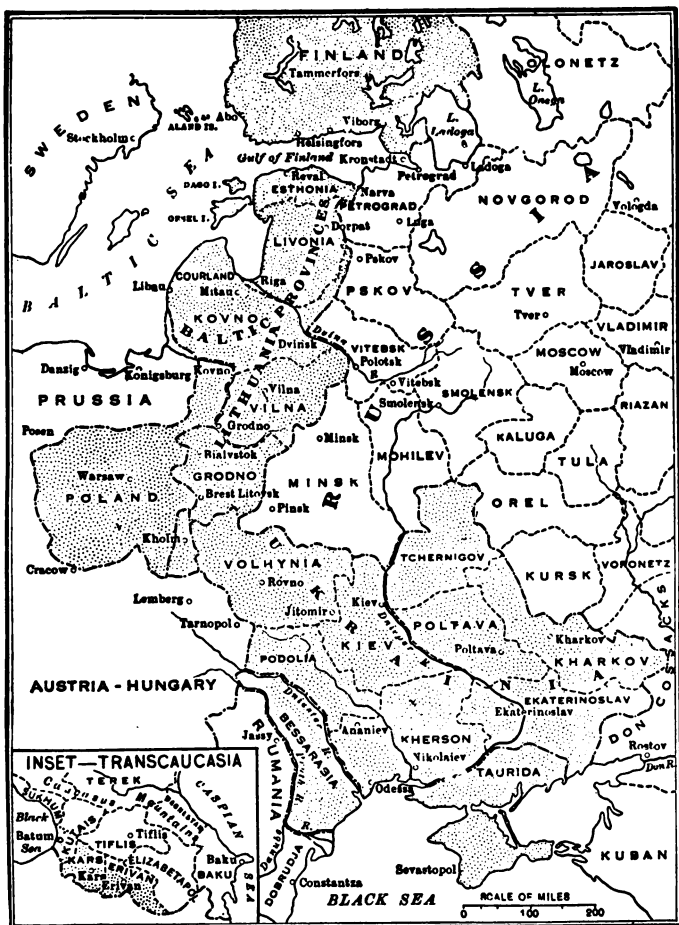 FINLAND
Tammerfors
OLONETZ
L. Onega
SWEDEN
Stockholm
ALAND IS.
Abo
Viborg
L. Ladoga
Helsingfors
Gulf of Finland
Kronstadt
Petrograd
Ladoga
BALTIC SEA
DAGO I.
OESEL I.
Reval
ESTHONIA
Narva
PETROGRAD
Luga
NOVGOROD
Vologda
RUSSIA
Dorpat
LIVONIA
Pskov
PSKOV
JAROSLAV
COURLAND
Libau
Mitau
Riga
BALTIC PROVINCES
TVER
Tver
KOVNO
Dvinsk
Dvina R
VITEBSK
Polotsk
Vitebsk
VLADIMIR
Vladimir
MOSCOW
Moscow
Danzig
Konigsburg
Kovno
LITHUANIA
Vilna
VILNA
Smolensk
SMOLENSK
PRUSSIA
RIAZAN
Posen
Grodno
Minsk
KALUGA
TULA
Bialystok
GRODNO
MINSK
MOHILEV
Warsaw
POLAND
Brest Litovsk
Pinsk
OREL
Kholm
Cracow
VOLHYNIA
Rovno
TCHERNIGOV
KURSK
VORONETZ
Lemberg
Jitomir
Kiev
Dnieper R
UKRAINIA
Tarnopol
KIEV
POLTAVA
Poltava
Kharkov
KHARKOV
DON COSSACKS
PODOLIA
AUSTRIA-HUNGARY
Dniester R
BESSARABIA
EKATERINOSLAV
Ekaterinoslav
Jassy
RUMANIA
Pruth R.
Ananiev
KHERSON
Nikolaiev
Rostov
Don R.
Odessa
TAURIDA
INSET—TRANSCAUCASIA
TEREK
Caucasus Mountains
CASPIAN SEA
SUKHUM
Black Sea
Batum
KUTAIS
Tiflis
TIFLIS
KARS
Kars
ERIVAN
Erivan
ELIZABETAPOL
Baku
BAKU
Danube R.
DOBRUDJA
Constantza
BLACK SEA
Sevastopol
KUBAN
SCALE OF MILES
0 100 200